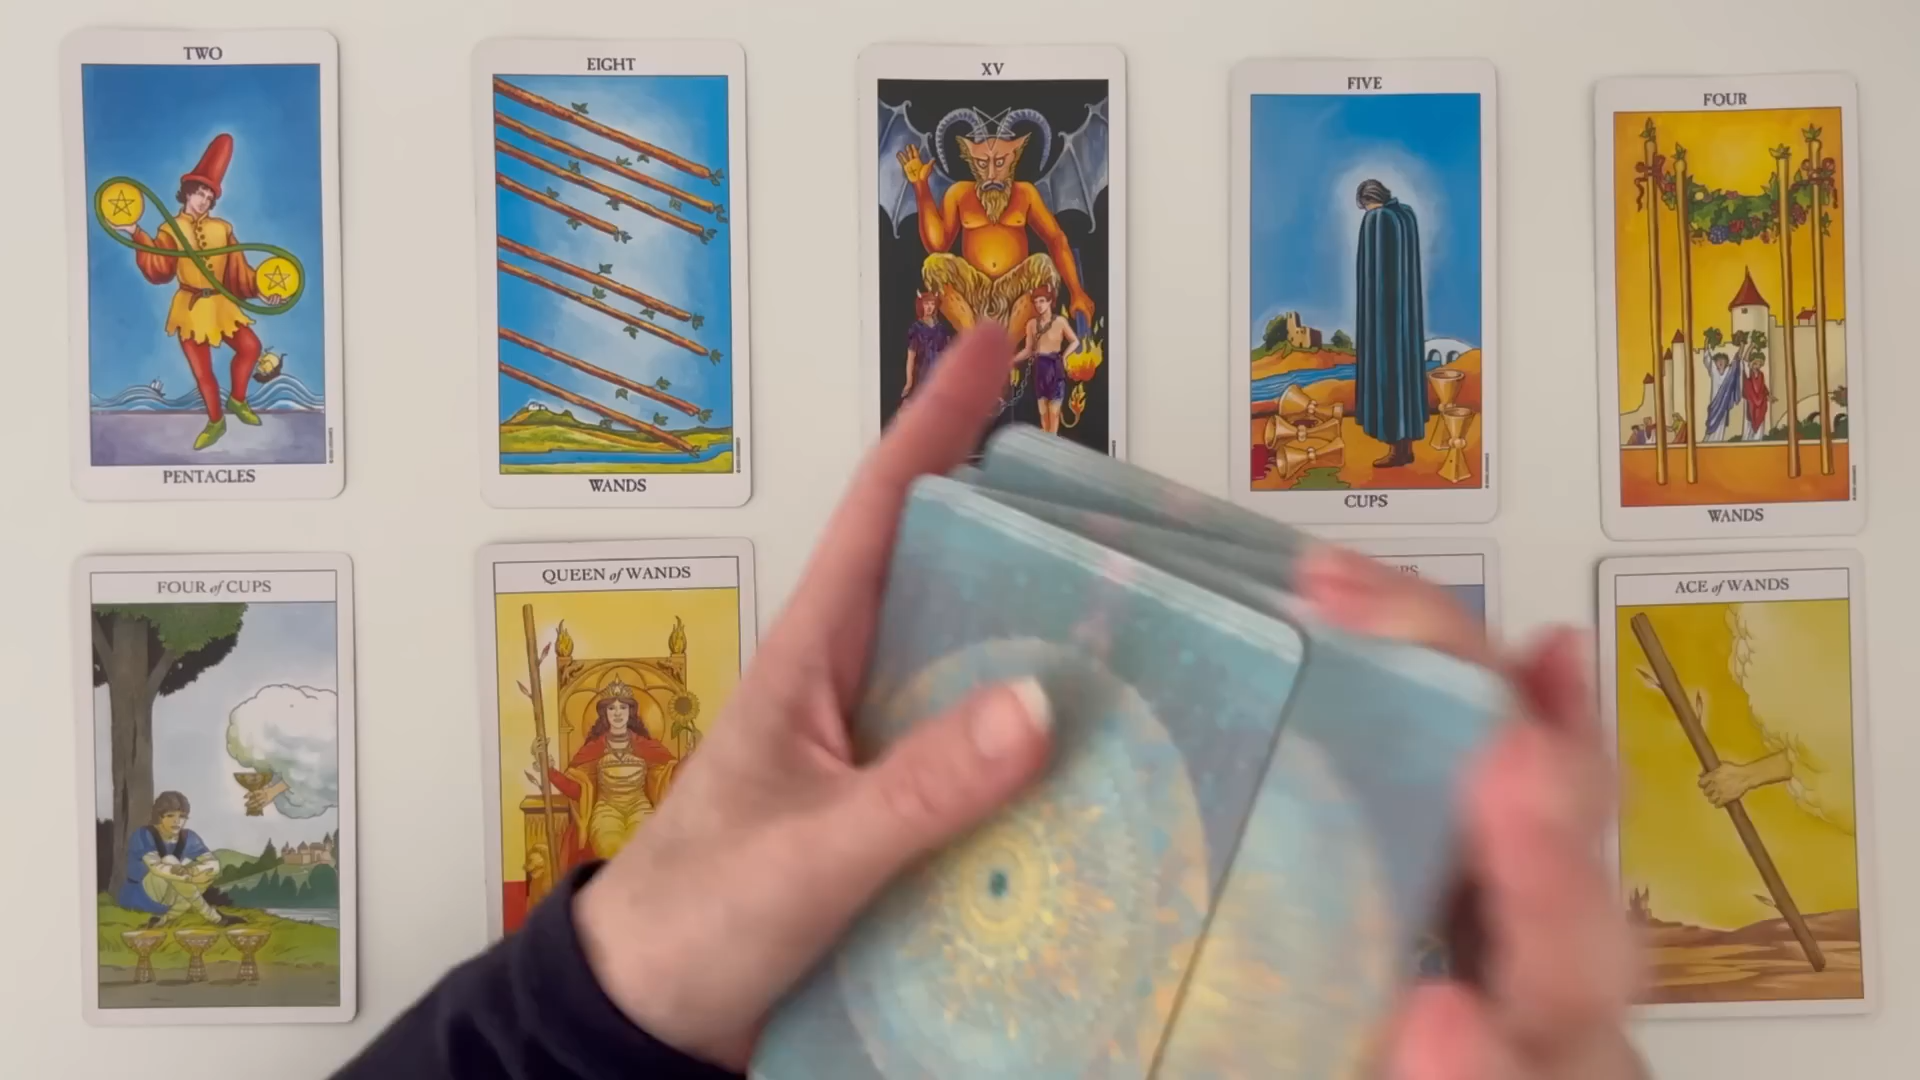 TWO
PENTACLES
EIGHT
WANDS
XV
FIVE
CUPS
FOUR
WANDS
FOUR of CUPS
QUEEN of WANDS
ACE of WANDS